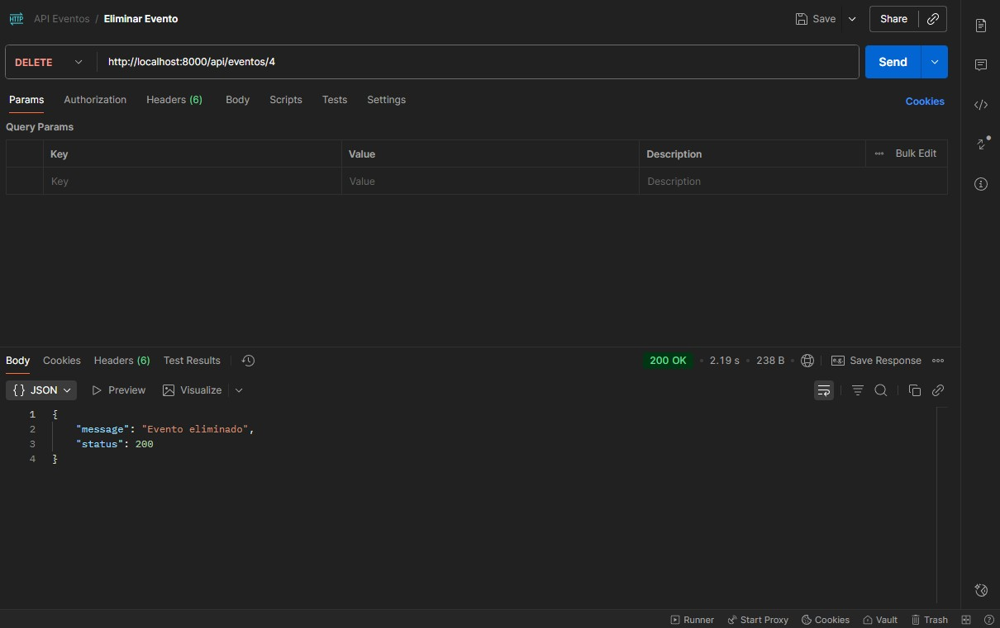 HTTP API Eventos / Eliminar Evento Save Share
DELETE http://localhost:8000/api/eventos/4 Send
Params Authorization Headers (6) Body Scripts Tests Settings Cookies
Query Params
Key Value Description ••• Bulk Edit
Key Value Description
Body Cookies Headers (6) Test Results 200 OK • 2.19 s • 238 B • e.g. Save Response •••
{} JSON Preview Visualize
1 {
2 "message": "Evento eliminado",
3 "status": 200
4 }
Runner Start Proxy Cookies Vault Trash